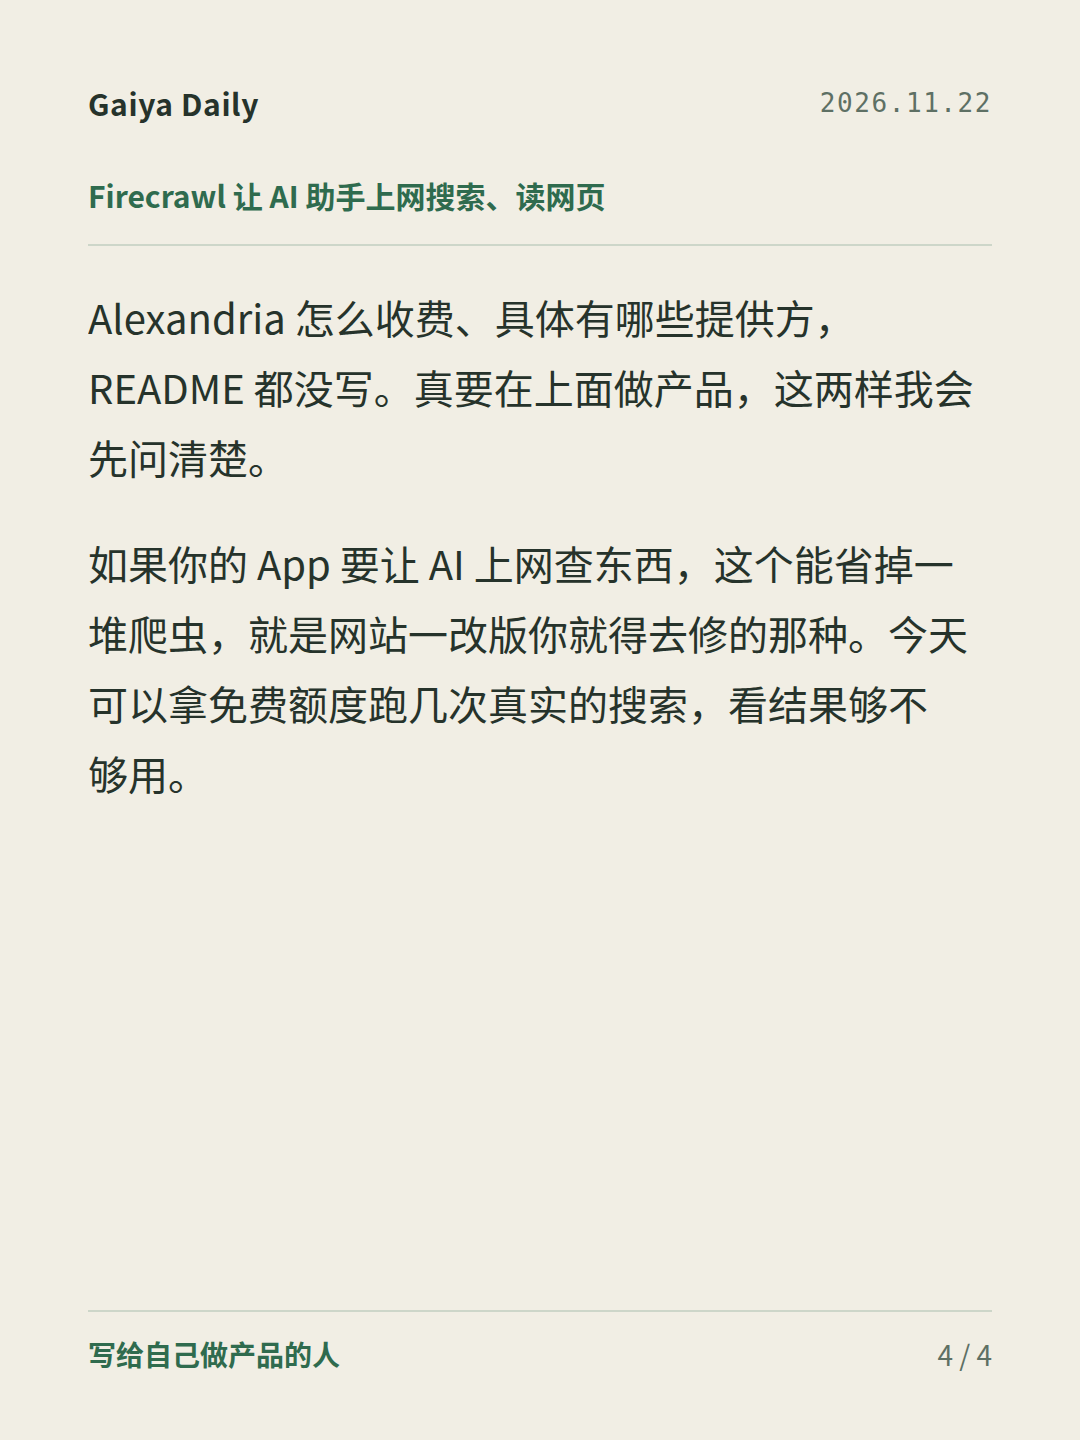 Gaiya Daily
2026.11.22
Firecrawl 让 AI 助手上网搜索、读网页
Alexandria 怎么收费、具体有哪些提供方，
README 都没写。真要在上面做产品，这两样我会
先问清楚。
如果你的 App 要让 AI 上网查东西，这个能省掉一
堆爬虫，就是网站一改版你就得去修的那种。今天
可以拿免费额度跑几次真实的搜索，看结果够不
够用。
写给自己做产品的人
4 / 4